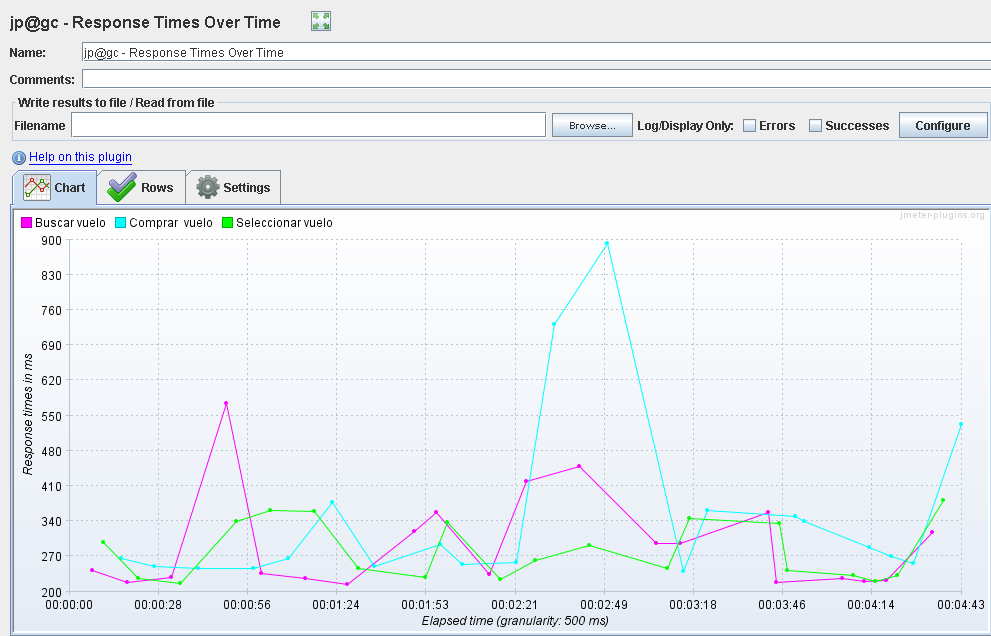 jp@gc - Response Times Over Time
Name: jp@gc - Response Times Over Time
Comments:
Write results to file / Read from file
Filename Browse... Log/Display Only: Errors Successes Configure
Help on this plugin
Chart Rows Settings
jmeter-plugins.org
Buscar vuelo Comprar vuelo Seleccionar vuelo
900
830
760
690
620
550
480
410
340
270
200
Response times in ms
00:00:00 00:00:28 00:00:56 00:01:24 00:01:53 00:02:21 00:02:49 00:03:18 00:03:46 00:04:14 00:04:43
Elapsed time (granularity: 500 ms)